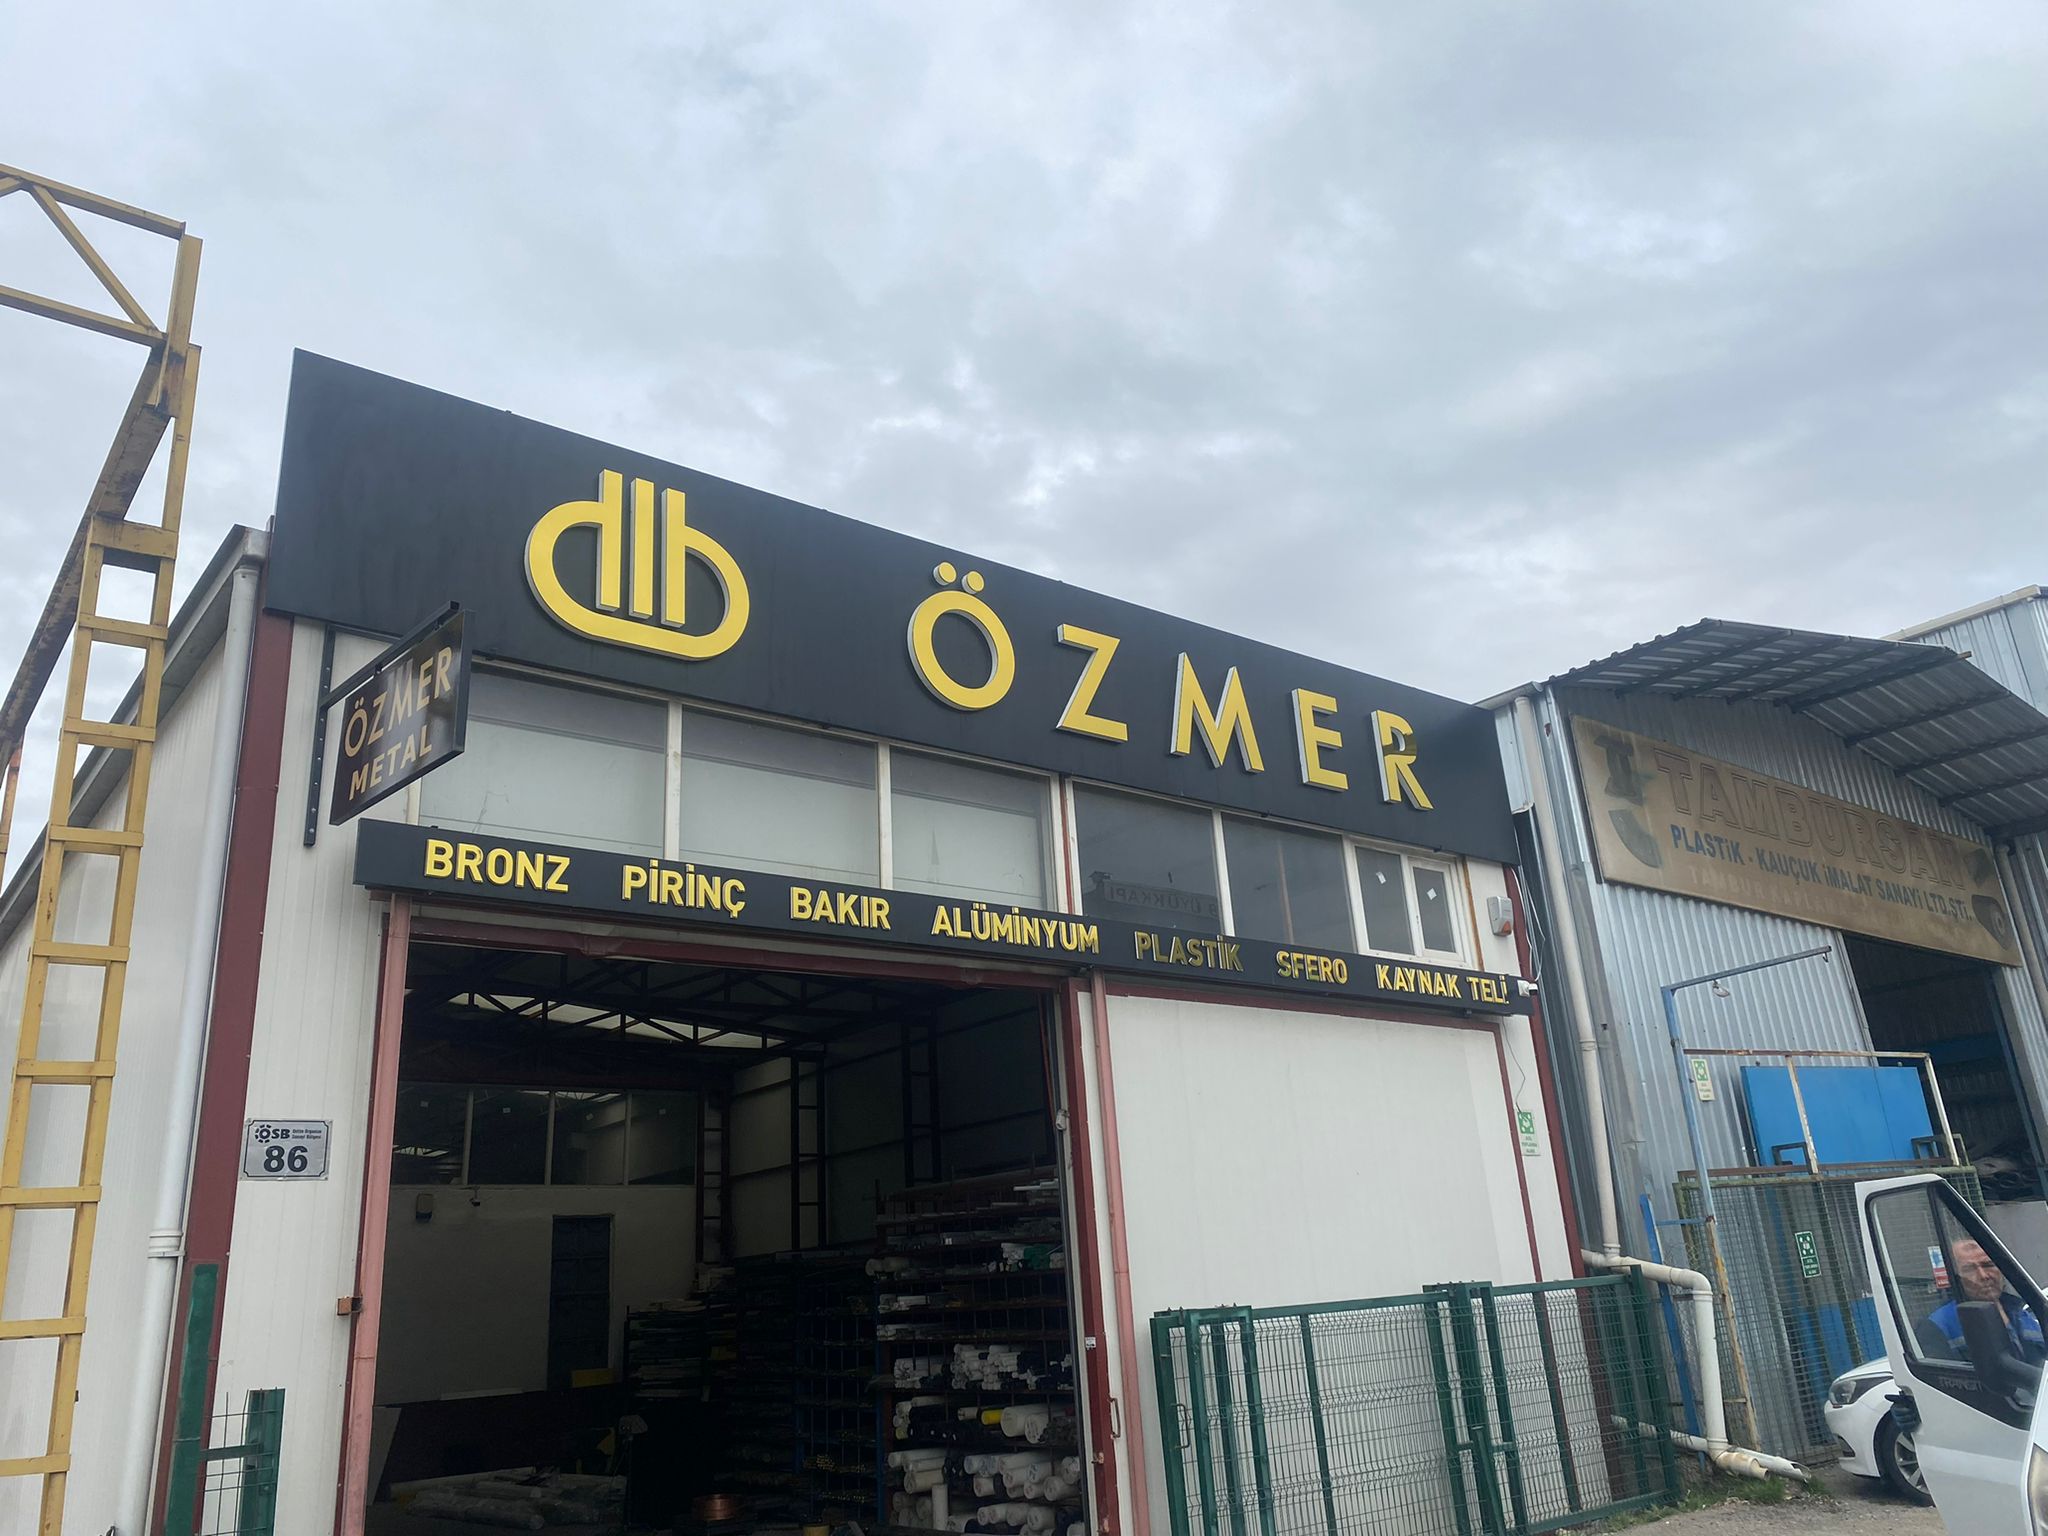 ÖZMER
ÖZMER
METAL
BRONZ PİRİNÇ BAKIR ALÜMİNYUM PLASTİK SFERO KAYNAK TELİ
TAMBURSAN
PLASTİK - KAUÇUK İMALAT SANAYİ LTD.ŞTİ.
OSB
86
TRANSIT